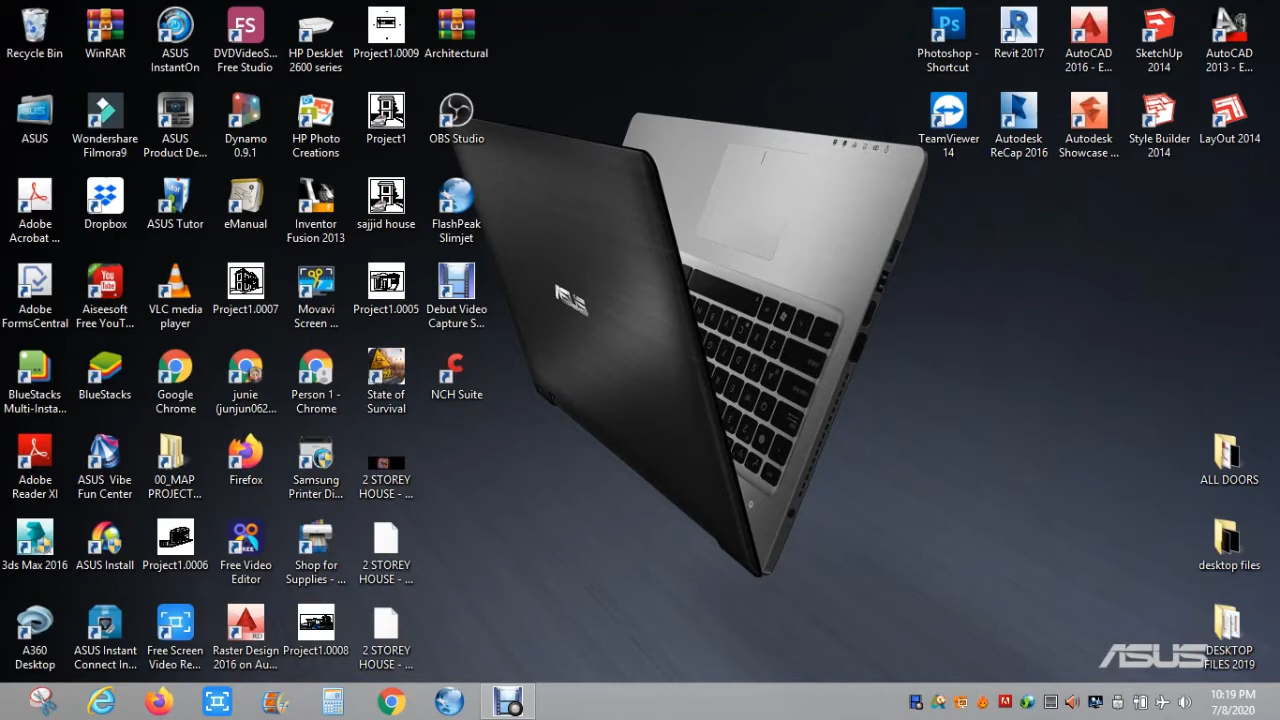 Recycle Bin
WinRAR
ASUS
InstantOn
DVDVideoS...
Free Studio
HP DeskJet
2600 series
Project1.0009
Architectural
Photoshop -
Shortcut
Revit 2017
AutoCAD
2016 - E...
SketchUp
2014
AutoCAD
2013 - E...
ASUS
Wondershare
Filmora9
ASUS
Product De...
Dynamo
0.9.1
HP Photo
Creations
Project1
OBS Studio
TeamViewer
14
Autodesk
ReCap 2016
Autodesk
Showcase ...
Style Builder
2014
LayOut 2014
Adobe
Acrobat ...
Dropbox
ASUS Tutor
eManual
Inventor
Fusion 2013
sajjid house
FlashPeak
Slimjet
Adobe
FormsCentral
Aiseesoft
Free YouT...
VLC media
player
Project1.0007
Movavi
Screen ...
Project1.0005
Debut Video
Capture S...
BlueStacks
Multi-Insta...
BlueStacks
Google
Chrome
junie
(junjun062...
Person 1 -
Chrome
State of
Survival
NCH Suite
Adobe
Reader XI
ASUS Vibe
Fun Center
00_MAP
PROJECT...
Firefox
Samsung
Printer Di...
2 STOREY
HOUSE - ...
ALL DOORS
3ds Max 2016
ASUS Install
Project1.0006
Free Video
Editor
Shop for
Supplies - ...
2 STOREY
HOUSE - ...
desktop files
A360
Desktop
ASUS Instant
Connect In...
Free Screen
Video Re...
Raster Design
2016 on Au...
Project1.0008
2 STOREY
HOUSE - ...
DESKTOP
FILES 2019
ASUS
ASUS
10:19 PM
7/8/2020